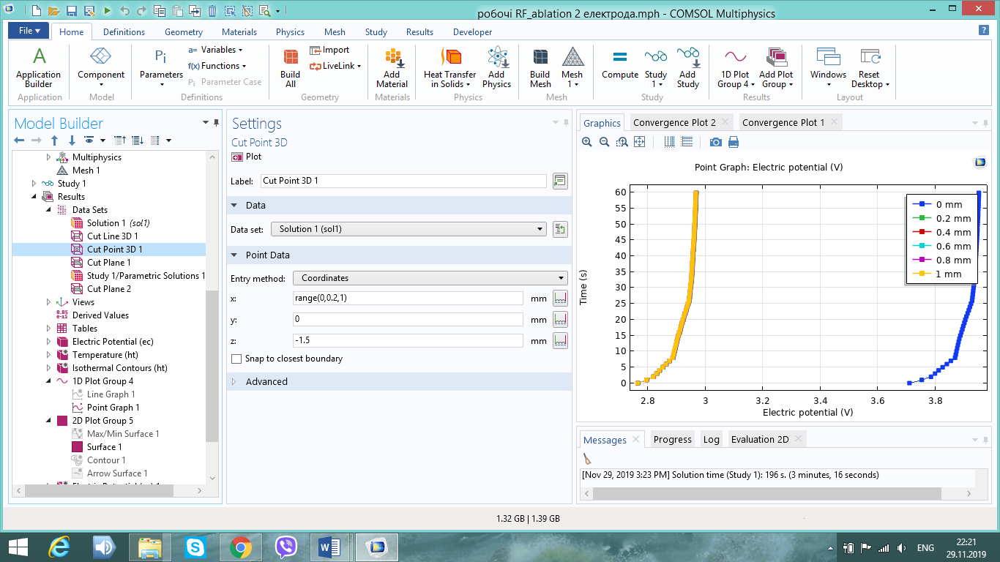 робочі RF_ablation 2 електрода.mph - COMSOL Multiphysics
File Home Definitions Geometry Materials Physics Mesh Study Results Developer
A Application Builder
Application
Component
Model
Pi Parameters
a= Variables
f(x) Functions
Pi Parameter Case
Definitions
Build All
Import
LiveLink
Geometry
Add Material
Materials
Heat Transfer in Solids
Add Physics
Physics
Build Mesh
Mesh 1
Mesh
Compute
Study 1
Add Study
Study
1D Plot Group 4
Add Plot Group
Results
Windows
Reset Desktop
Layout
Model Builder
Multiphysics
Mesh 1
Study 1
Results
Data Sets
Solution 1 (sol1)
Cut Line 3D 1
Cut Point 3D 1
Cut Plane 1
Study 1/Parametric Solutions 1
Cut Plane 2
Views
8.85
e-12
Derived Values
Tables
Electric Potential (ec)
Temperature (ht)
Isothermal Contours (ht)
1D Plot Group 4
Line Graph 1
Point Graph 1
2D Plot Group 5
Max/Min Surface 1
Surface 1
Contour 1
Arrow Surface 1
Settings
Cut Point 3D
Plot
Label: Cut Point 3D 1
Data
Data set: Solution 1 (sol1)
Point Data
Entry method: Coordinates
x: range(0,0.2,1) mm
y: 0 mm
z: -1.5 mm
Snap to closest boundary
Advanced
Graphics Convergence Plot 2 Convergence Plot 1
Point Graph: Electric potential (V)
60
55
50
45
40
35
30
25
20
15
10
5
0
Time (s)
2.8 3 3.2 3.4 3.6 3.8
Electric potential (V)
0 mm
0.2 mm
0.4 mm
0.6 mm
0.8 mm
1 mm
Messages Progress Log Evaluation 2D
[Nov 29, 2019 3:23 PM] Solution time (Study 1): 196 s. (3 minutes, 16 seconds)
1.32 GB | 1.39 GB
ENG
22:21
29.11.2019